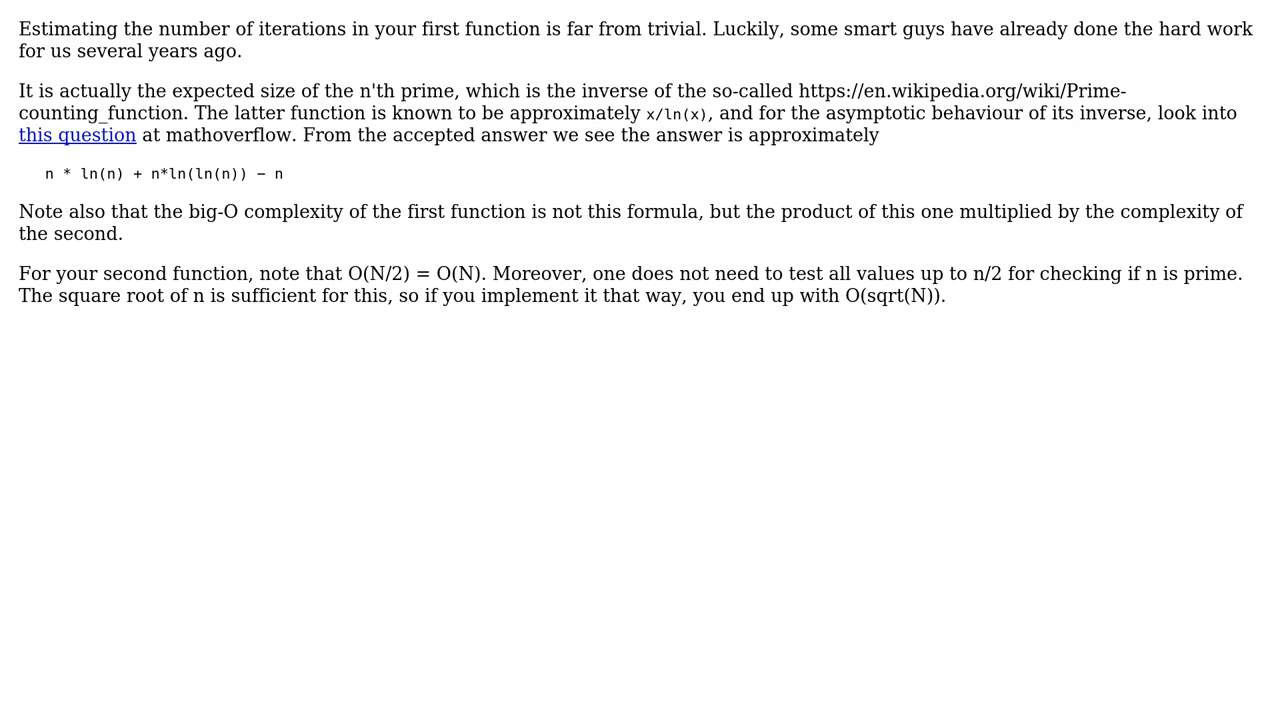 Estimating the number of iterations in your first function is far from trivial. Luckily, some smart guys have already done the hard work
for us several years ago.
It is actually the expected size of the n'th prime, which is the inverse of the so-called https://en.wikipedia.org/wiki/Prime-
counting_function. The latter function is known to be approximately x/ln(x), and for the asymptotic behaviour of its inverse, look into
this question at mathoverflow. From the accepted answer we see the answer is approximately
n * ln(n) + n*ln(ln(n)) − n
Note also that the big-O complexity of the first function is not this formula, but the product of this one multiplied by the complexity of
the second.
For your second function, note that O(N/2) = O(N). Moreover, one does not need to test all values up to n/2 for checking if n is prime.
The square root of n is sufficient for this, so if you implement it that way, you end up with O(sqrt(N)).